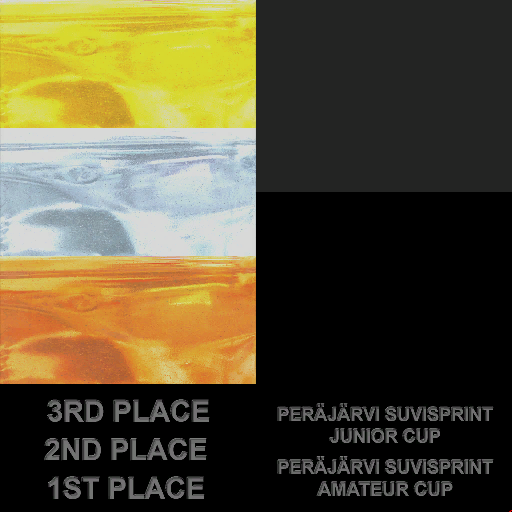 3RD PLACE
2ND PLACE
1ST PLACE
PERÄJÄRVI SUVISPRINT
JUNIOR CUP
PERÄJÄRVI SUVISPRINT
AMATEUR CUP